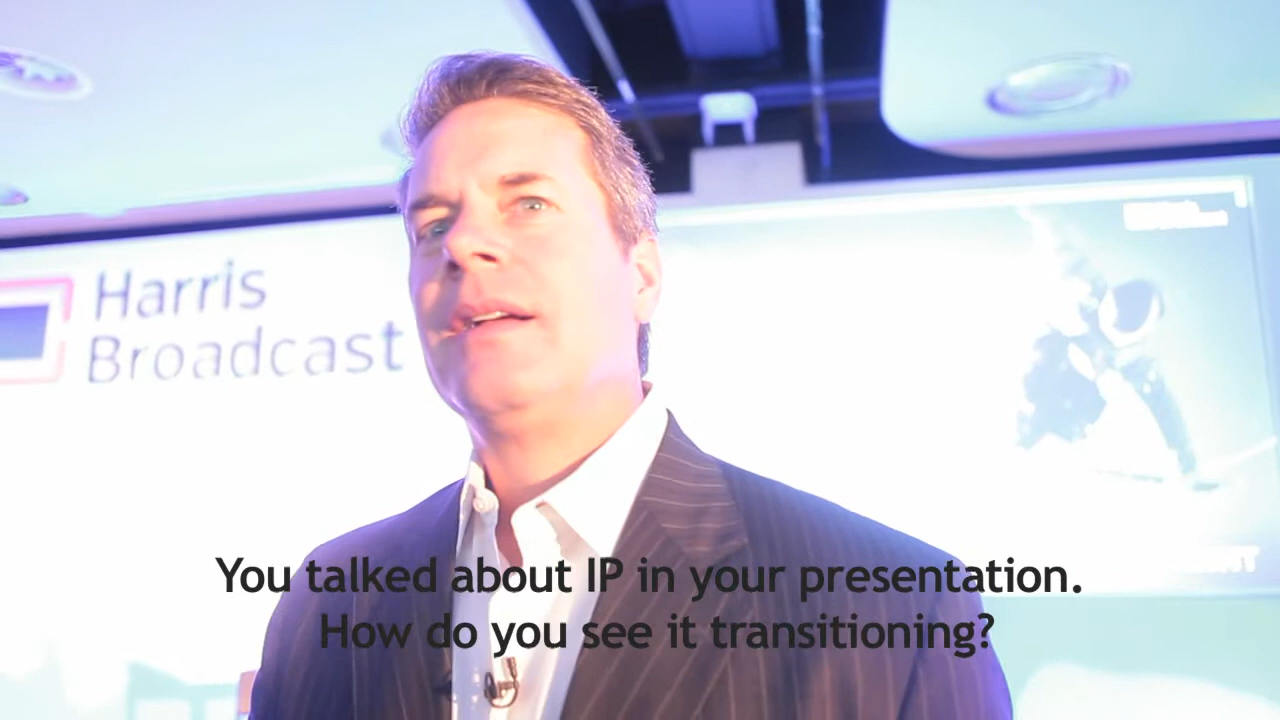 Harris
Broadcast
You talked about IP in your presentation.
How do you see it transitioning?